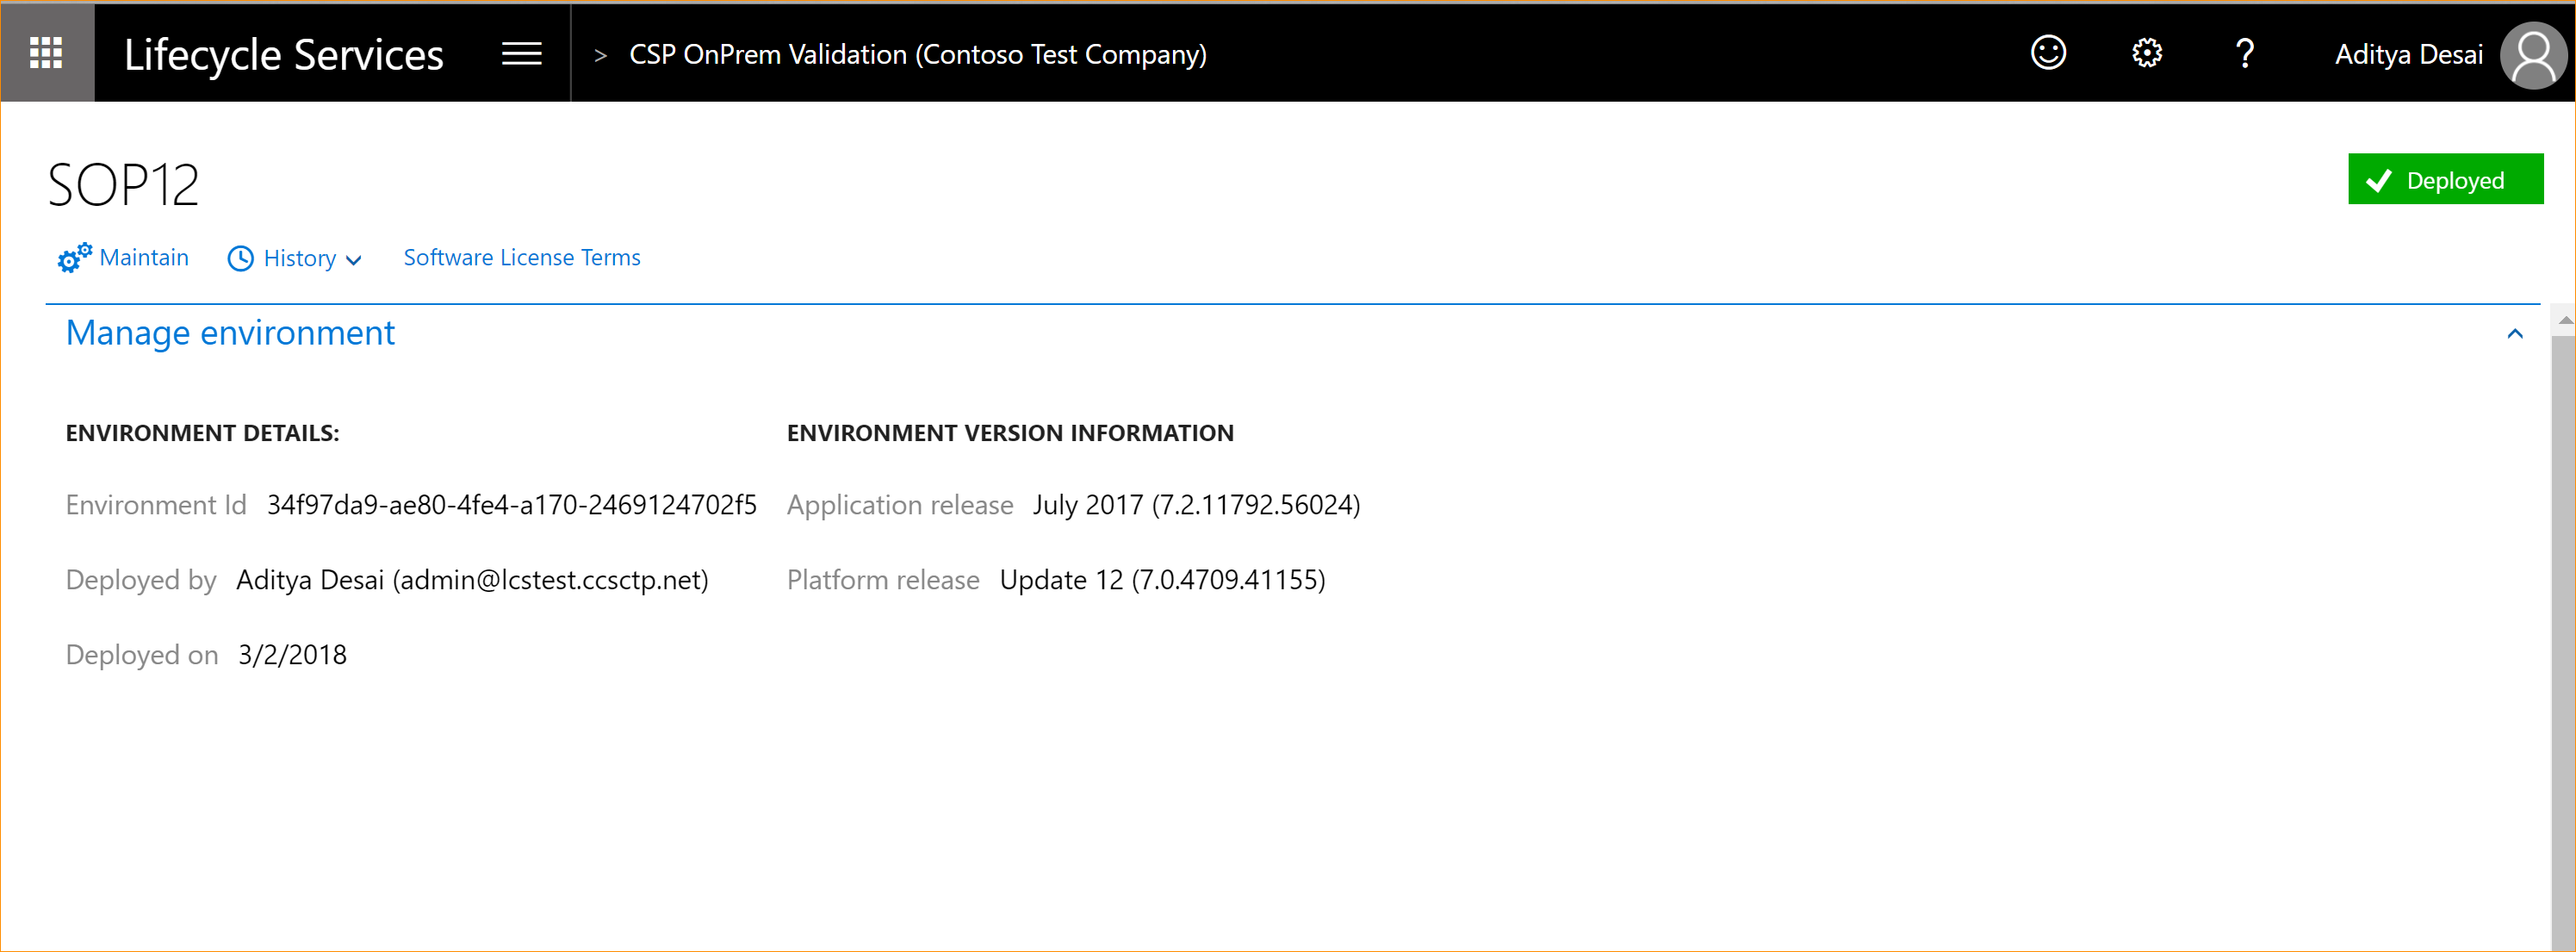 Lifecycle Services > CSP OnPrem Validation (Contoso Test Company) ? Aditya Desai
SOP12
Deployed
Maintain History Software License Terms
Manage environment
ENVIRONMENT DETAILS: ENVIRONMENT VERSION INFORMATION
Environment Id 34f97da9-ae80-4fe4-a170-2469124702f5 Application release July 2017 (7.2.11792.56024)
Deployed by Aditya Desai (admin@lcstest.ccsctp.net) Platform release Update 12 (7.0.4709.41155)
Deployed on 3/2/2018